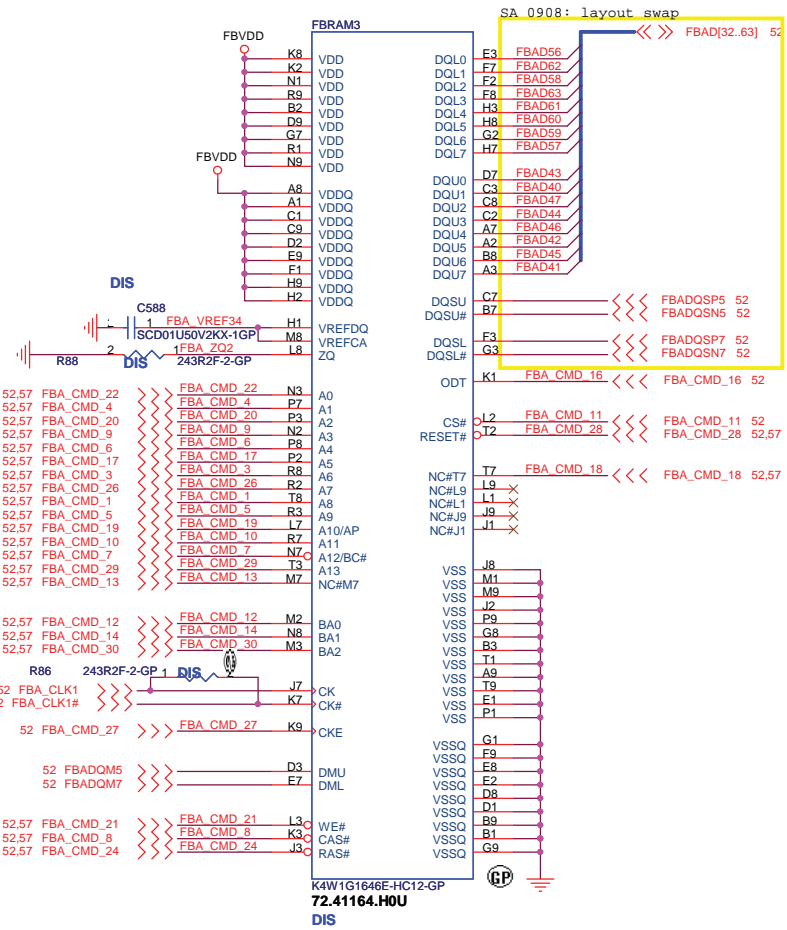 SA 0908: layout swap
FBRAM3
FBVDD
FBAD[32..63] 52
K8 VDD DQL0 E3 FBAD56
K2 VDD DQL1 F7 FBAD62
N1 VDD DQL2 F2 FBAD58
R9 VDD DQL3 F8 FBAD63
B2 VDD DQL4 H3 FBAD61
D9 VDD DQL5 H8 FBAD60
G7 VDD DQL6 G2 FBAD59
R1 VDD DQL7 H7 FBAD57
N9 VDD
FBVDD
DQU0 D7 FBAD43
A8 VDDQ DQU1 C3 FBAD40
A1 VDDQ DQU2 C8 FBAD47
C1 VDDQ DQU3 C2 FBAD44
C9 VDDQ DQU4 A7 FBAD46
D2 VDDQ DQU5 A2 FBAD42
E9 VDDQ DQU6 B8 FBAD45
F1 VDDQ DQU7 A3 FBAD41
H9 VDDQ
H2 VDDQ
DQSU C7 FBADQSP5 52
DQSU# B7 FBADQSN5 52
DIS
C588
1 FBA_VREF34 H1 VREFDQ
SCD01U50V2KX-1GP M8 VREFCA
DQSL F3 FBADQSP7 52
DQSL# G3 FBADQSN7 52
R88 2 DIS 1 FBA_ZQ2 L8 ZQ
243R2F-2-GP
ODT K1 FBA_CMD_16 FBA_CMD_16 52
52,57 FBA_CMD_22 FBA_CMD_22 N3 A0
52,57 FBA_CMD_4 FBA_CMD_4 P7 A1
52,57 FBA_CMD_20 FBA_CMD_20 P3 A2
52,57 FBA_CMD_9 FBA_CMD_9 N2 A3
52,57 FBA_CMD_6 FBA_CMD_6 P8 A4
52,57 FBA_CMD_17 FBA_CMD_17 P2 A5
52,57 FBA_CMD_3 FBA_CMD_3 R8 A6
52,57 FBA_CMD_26 FBA_CMD_26 R2 A7
52,57 FBA_CMD_1 FBA_CMD_1 T8 A8
52,57 FBA_CMD_5 FBA_CMD_5 R3 A9
52,57 FBA_CMD_19 FBA_CMD_19 L7 A10/AP
52,57 FBA_CMD_10 FBA_CMD_10 R7 A11
52,57 FBA_CMD_7 FBA_CMD_7 N7 A12/BC#
52,57 FBA_CMD_29 FBA_CMD_29 T3 A13
52,57 FBA_CMD_13 FBA_CMD_13 M7 NC#M7
CS# L2 FBA_CMD_11 FBA_CMD_11 52
RESET# T2 FBA_CMD_28 FBA_CMD_28 52,57
NC#T7 T7 FBA_CMD_18 FBA_CMD_18 52,57
NC#L9 L9
NC#L1 L1
NC#J9 J9
NC#J1 J1
52,57 FBA_CMD_12 FBA_CMD_12 M2 BA0
52,57 FBA_CMD_14 FBA_CMD_14 N8 BA1
52,57 FBA_CMD_30 FBA_CMD_30 M3 BA2
VSS J8
VSS M1
VSS M9
VSS J2
VSS P9
VSS G8
VSS B3
VSS T1
VSS A9
VSS T9
VSS E1
VSS P1
R86 243R2F-2-GP 1 DIS 2
52 FBA_CLK1 J7 CK
2 FBA_CLK1# K7 CK#
52 FBA_CMD_27 FBA_CMD_27 K9 CKE
52 FBADQM5 D3 DMU
52 FBADQM7 E7 DML
VSSQ G1
VSSQ F9
VSSQ E8
VSSQ E2
VSSQ D8
VSSQ D1
VSSQ B9
VSSQ B1
VSSQ G9
52,57 FBA_CMD_21 FBA_CMD_21 L3 WE#
52,57 FBA_CMD_8 FBA_CMD_8 K3 CAS#
52,57 FBA_CMD_24 FBA_CMD_24 J3 RAS#
GP
K4W1G1646E-HC12-GP
72.41164.H0U
DIS